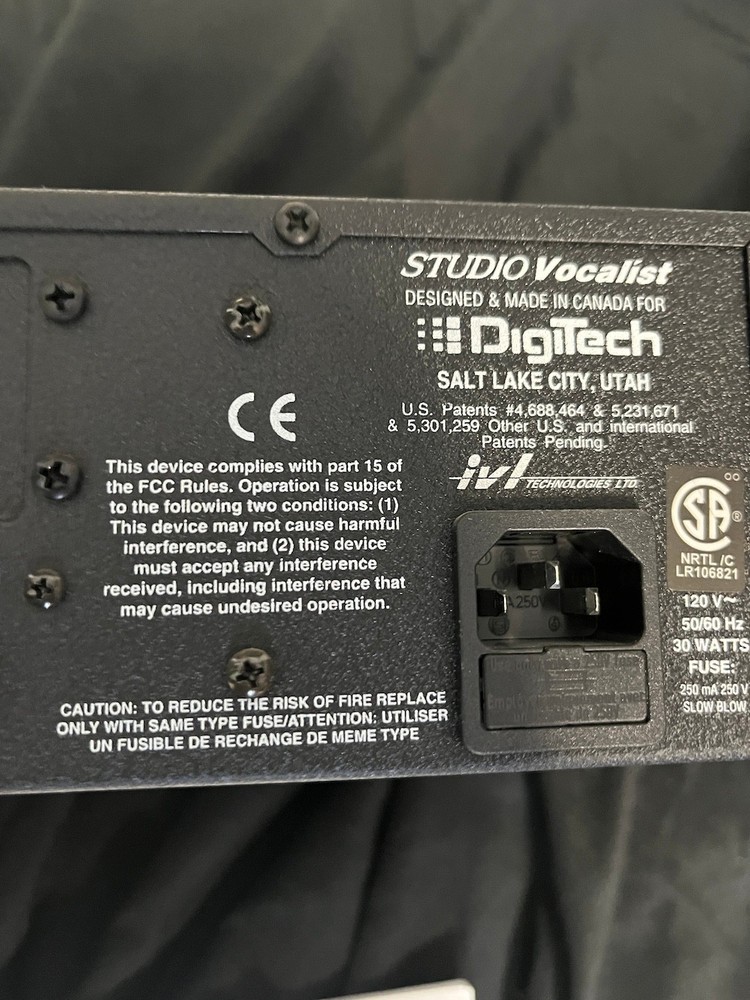 STUDIO Vocalist
DESIGNED & MADE IN CANADA FOR
DigiTech
SALT LAKE CITY, UTAH
U.S. Patents #4,688,464 & 5,231,671
& 5,301,259 Other U.S. and international
Patents Pending.
ivl TECHNOLOGIES LTD.
CE
This device complies with part 15 of
the FCC Rules. Operation is subject
to the following two conditions: (1)
This device may not cause harmful
interference, and (2) this device
must accept any interference
received, including interference that
may cause undesired operation.
CAUTION: TO REDUCE THE RISK OF FIRE REPLACE
ONLY WITH SAME TYPE FUSE/ATTENTION: UTILISER
UN FUSIBLE DE RECHANGE DE MEME TYPE
A250V
SA ®
NRTL /C
LR106821
120 V~
50/60 Hz
30 WATTS
FUSE:
250 mA 250 V
SLOW BLOW